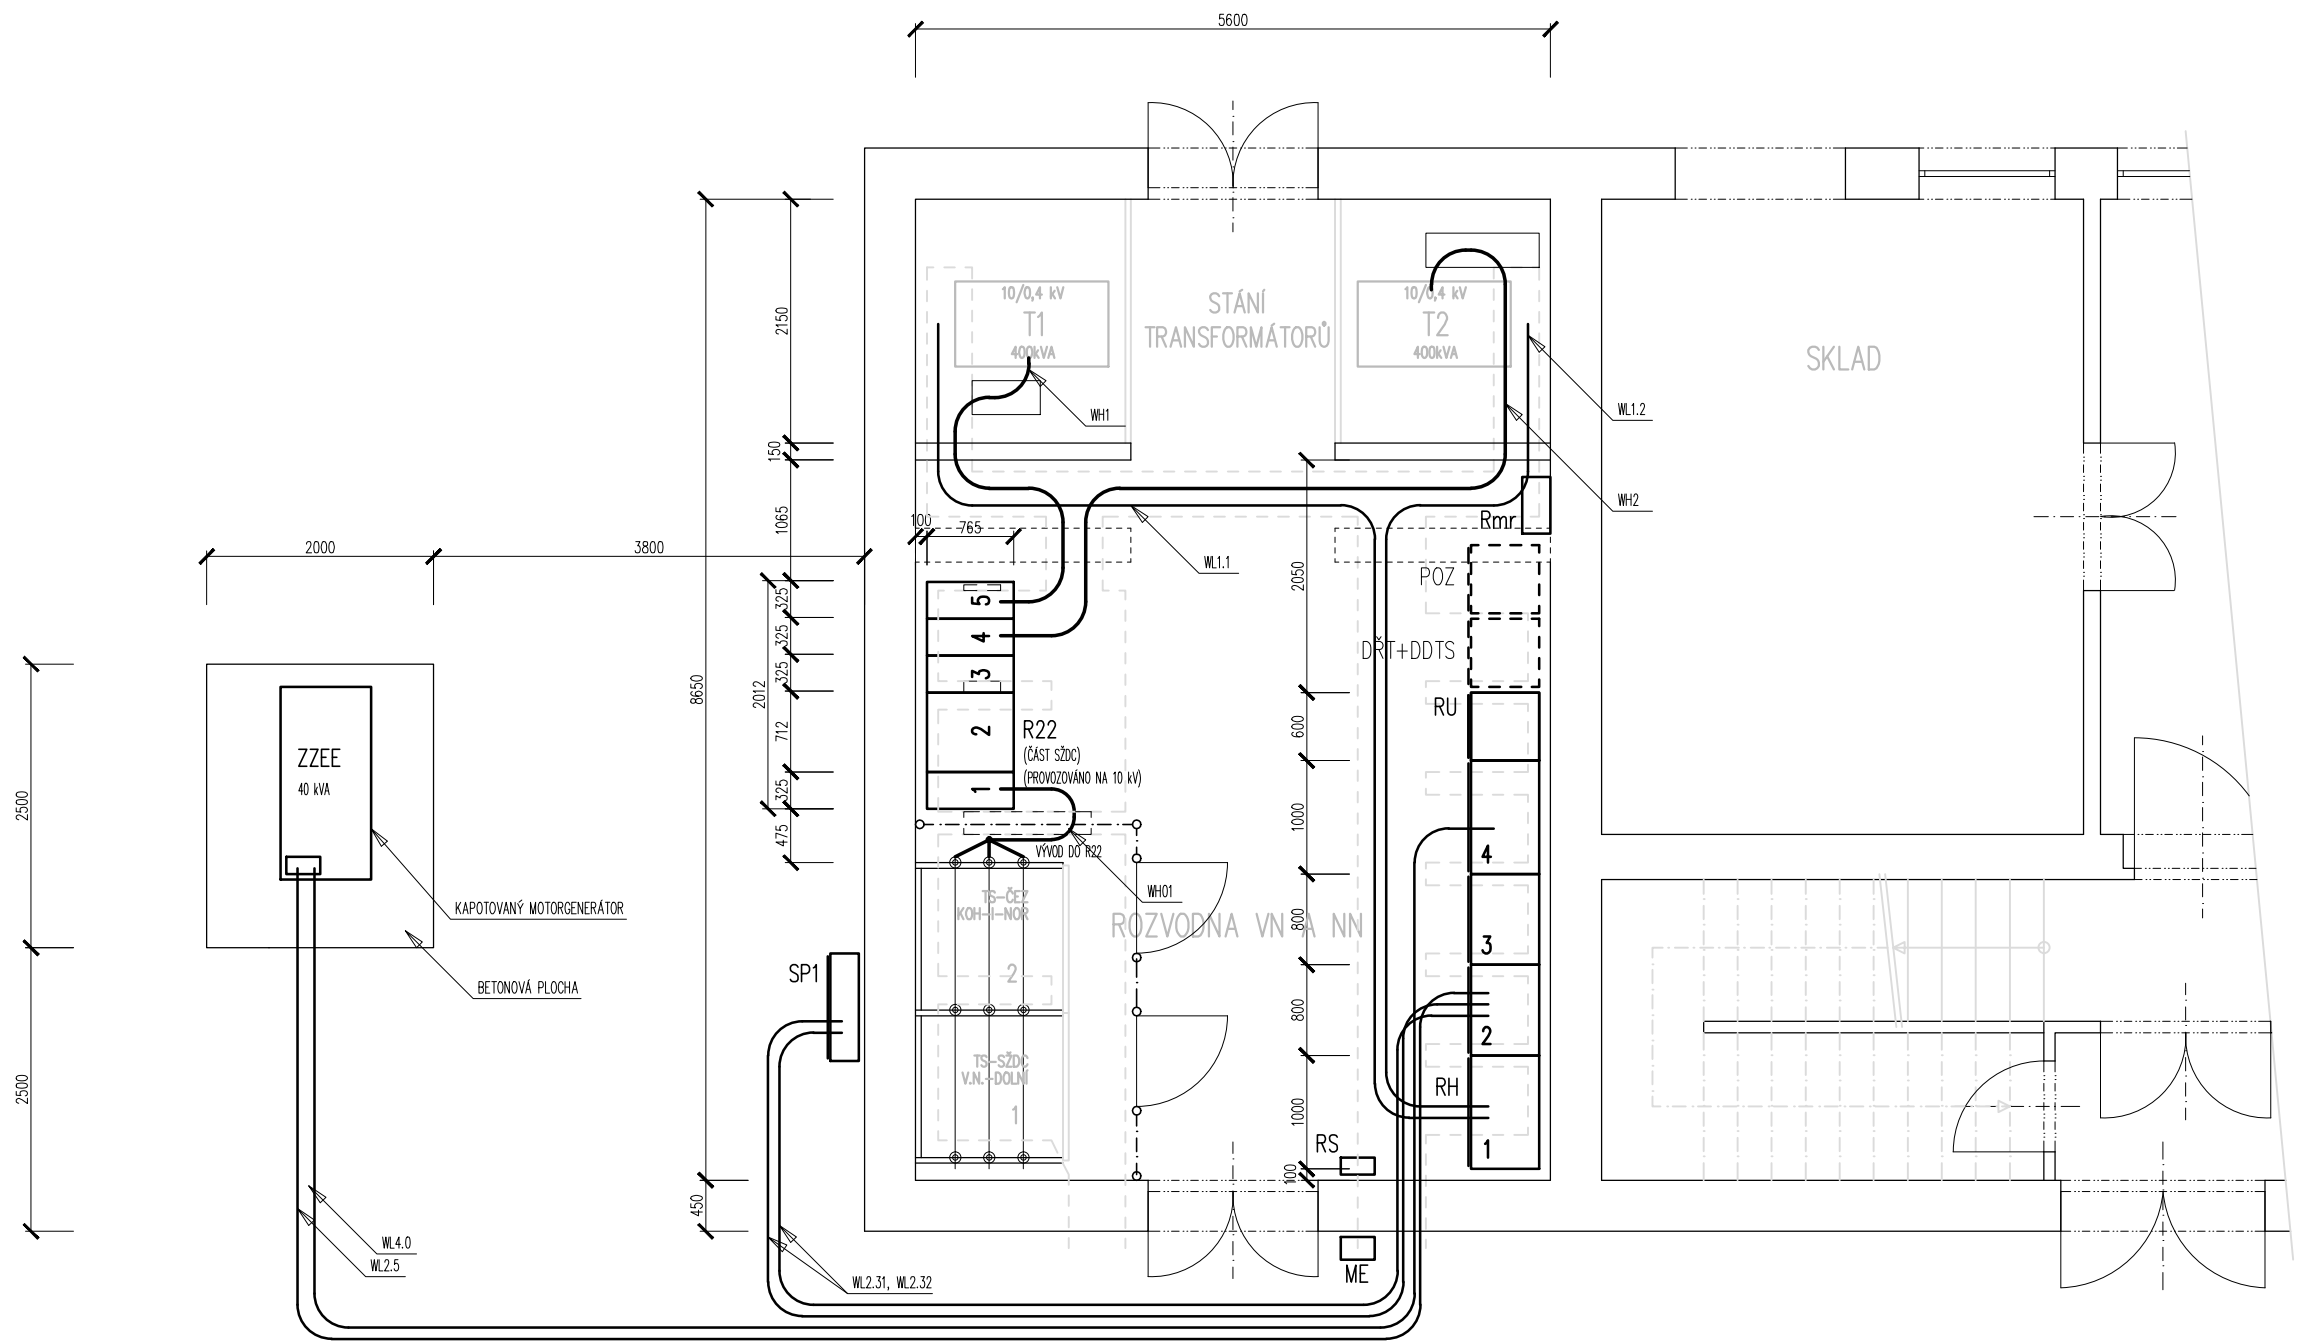 5600
10/0,4 kV
T1
400kVA
STÁNÍ
TRANSFORMÁTORŮ
10/0,4 kV
T2
400kVA
SKLAD
WH1
WL1.2
WH2
WL1.1
2150
150
1065
325
325
325
712
325
475
2012
8650
450
100
765
2000
3800
2500
2500
2050
600
1000
800
800
1000
100
Rmr
POZ
DŘT+DDTS
RU
5
4
3
2
1
R22
(ČÁST SŽDC)
(PROVOZOVÁNO NA 10 kV)
VÝVOD DO R22
WH01
ZZEE
40 kVA
KAPOTOVANÝ MOTORGENERÁTOR
BETONOVÁ PLOCHA
TS-ČEZ
KOH-I-NOR
2
ROZVODNA VN A NN
TS-SŽDC
V.N.-DOLNÍ
1
SP1
4
3
2
RH
1
RS
ME
WL4.0
WL2.5
WL2.31, WL2.32